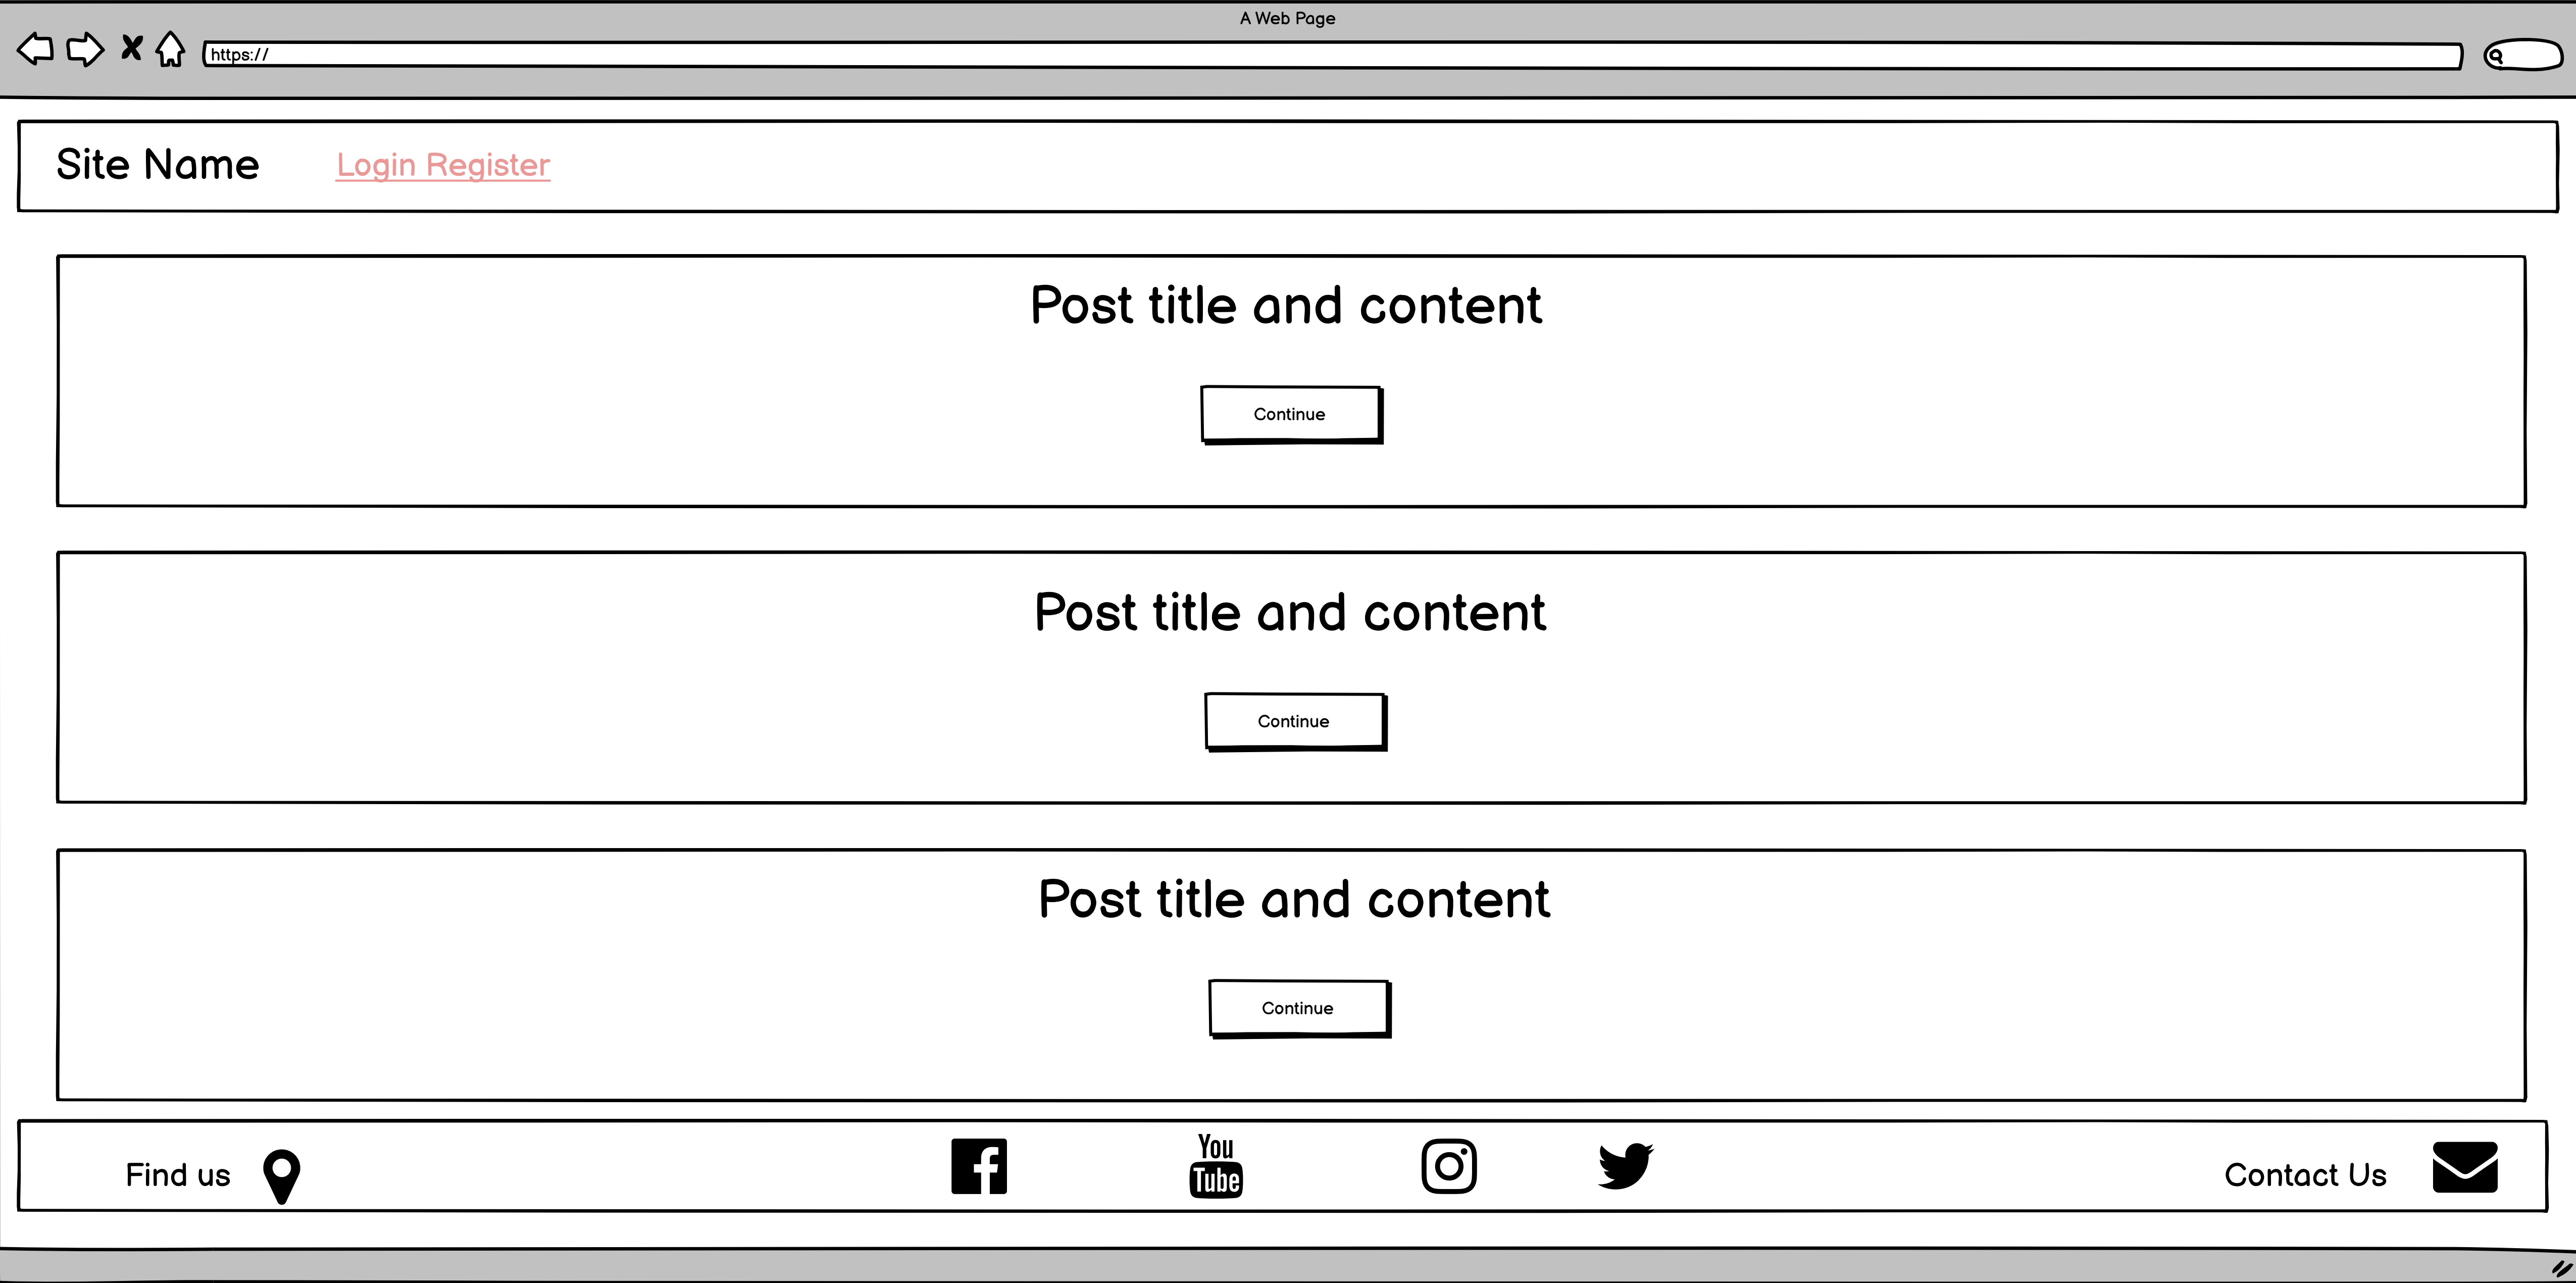 A Web Page
https://
Site Name Login Register
Post title and content
Continue
Post title and content
Continue
Post title and content
Continue
Find us
You
Tube
Contact Us